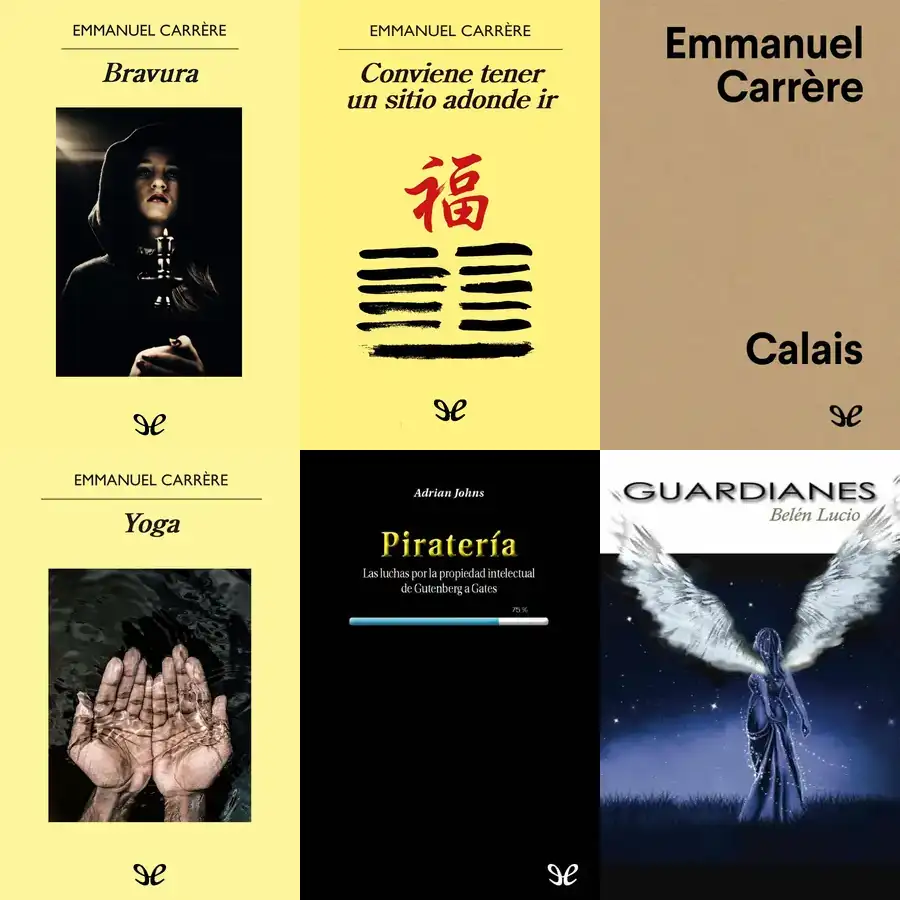 EMMANUEL CARRÈRE
Bravura
EMMANUEL CARRÈRE
Conviene tener
un sitio adonde ir
福
Emmanuel
Carrère
Calais
EMMANUEL CARRÈRE
Yoga
Adrian Johns
Piratería
Las luchas por la propiedad intelectual
de Gutenberg a Gates
75 %
GUARDIANES
Belén Lucio